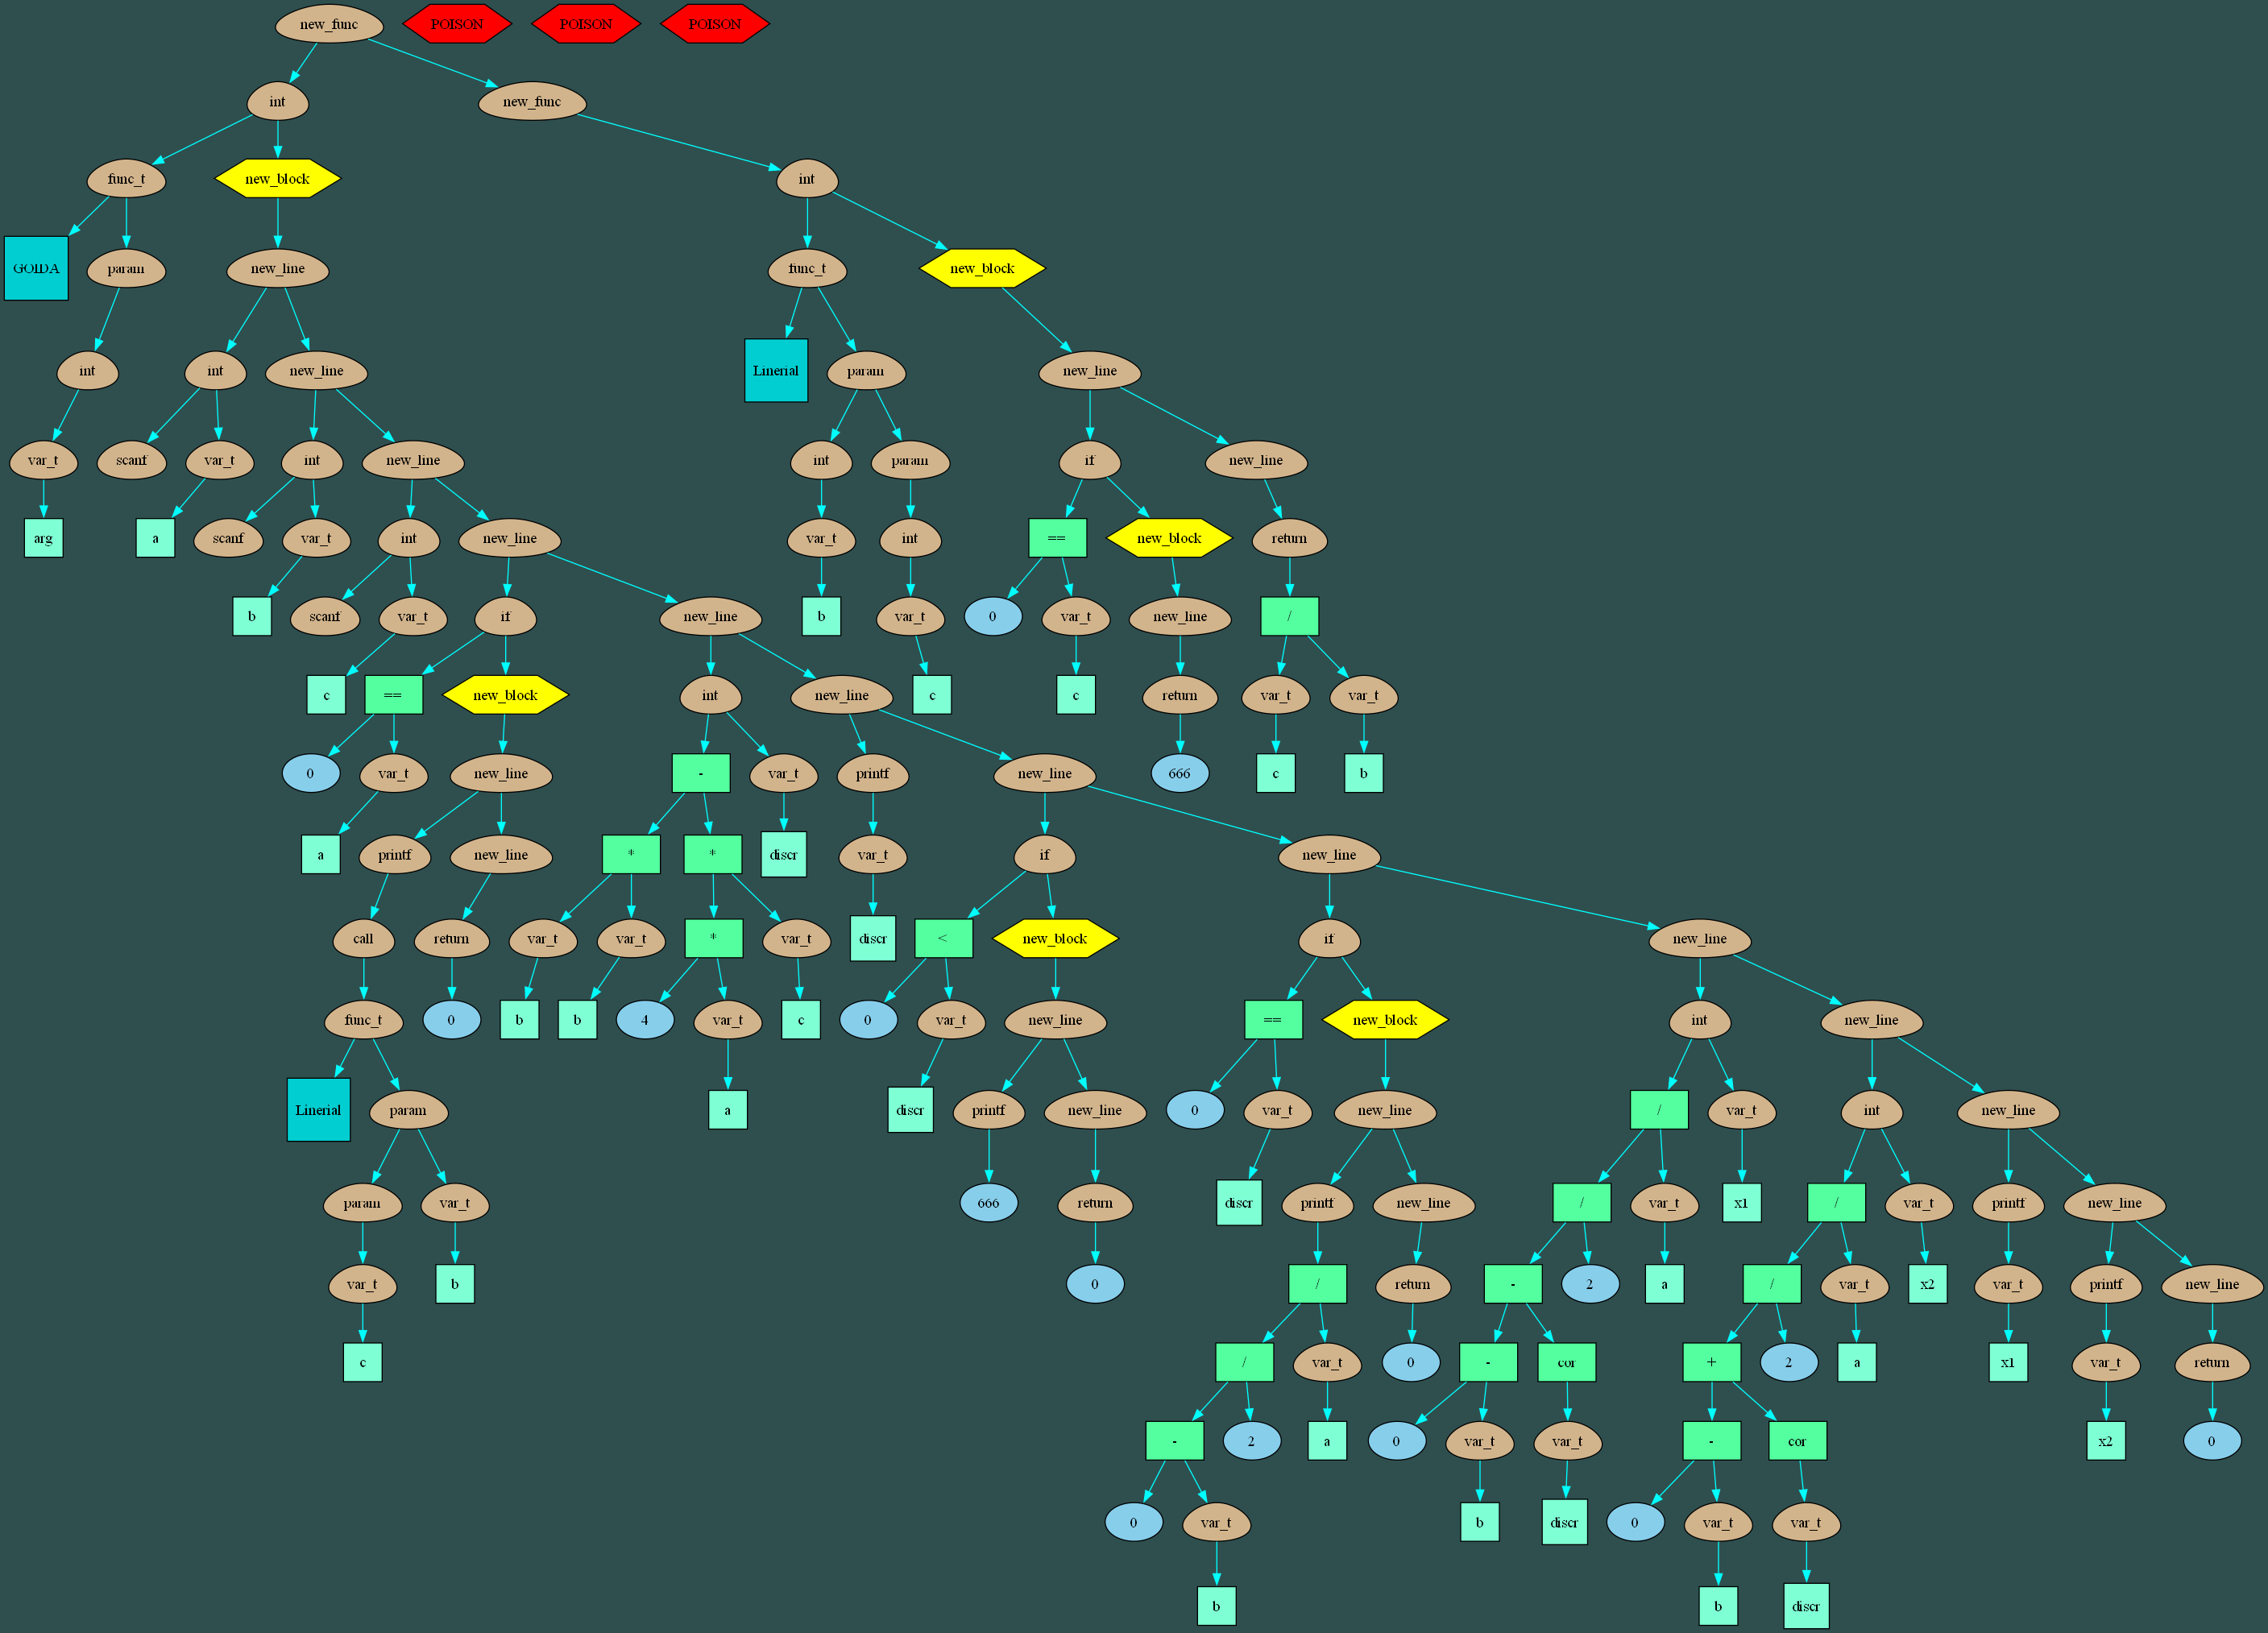 new_func POISON POISON POISON
int new_func
func_t new_block int
GOIDA param new_line func_t new_block
int int new_line Linerial param new_line
var_t scanf var_t int new_line int param if new_line
arg a scanf var_t int new_line var_t int == new_block return
b scanf var_t if new_line b var_t 0 var_t new_line /
c == new_block int new_line c c return var_t var_t
0 var_t new_line - var_t printf new_line 666 c b
a printf new_line * * discr var_t if new_line
call return var_t var_t * var_t discr < new_block if new_line
func_t 0 b b 4 var_t c 0 var_t new_line == new_block int new_line
Linerial param a discr printf new_line 0 var_t new_line / var_t int new_line
param var_t 666 return discr printf new_line / var_t x1 / var_t printf new_line
var_t b 0 / return - 2 a / var_t x2 var_t printf new_line
c / var_t 0 - cor + 2 a x1 var_t return
- 2 a 0 var_t var_t - cor x2 0
0 var_t b discr 0 var_t var_t
b b discr